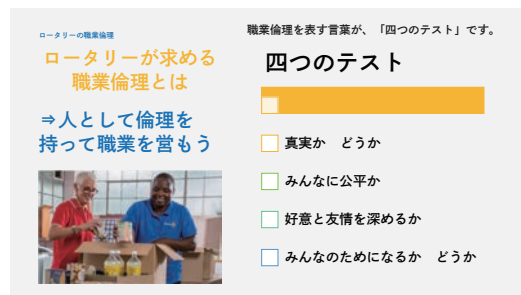 ロータリーの職業倫理
ロータリーが求める
職業倫理とは
⇒人として倫理を
持って職業を営もう
職業倫理を表す言葉が、「四つのテスト」です。
四つのテスト
真実か　どうか
みんなに公平か
好意と友情を深めるか
みんなのためになるか　どうか